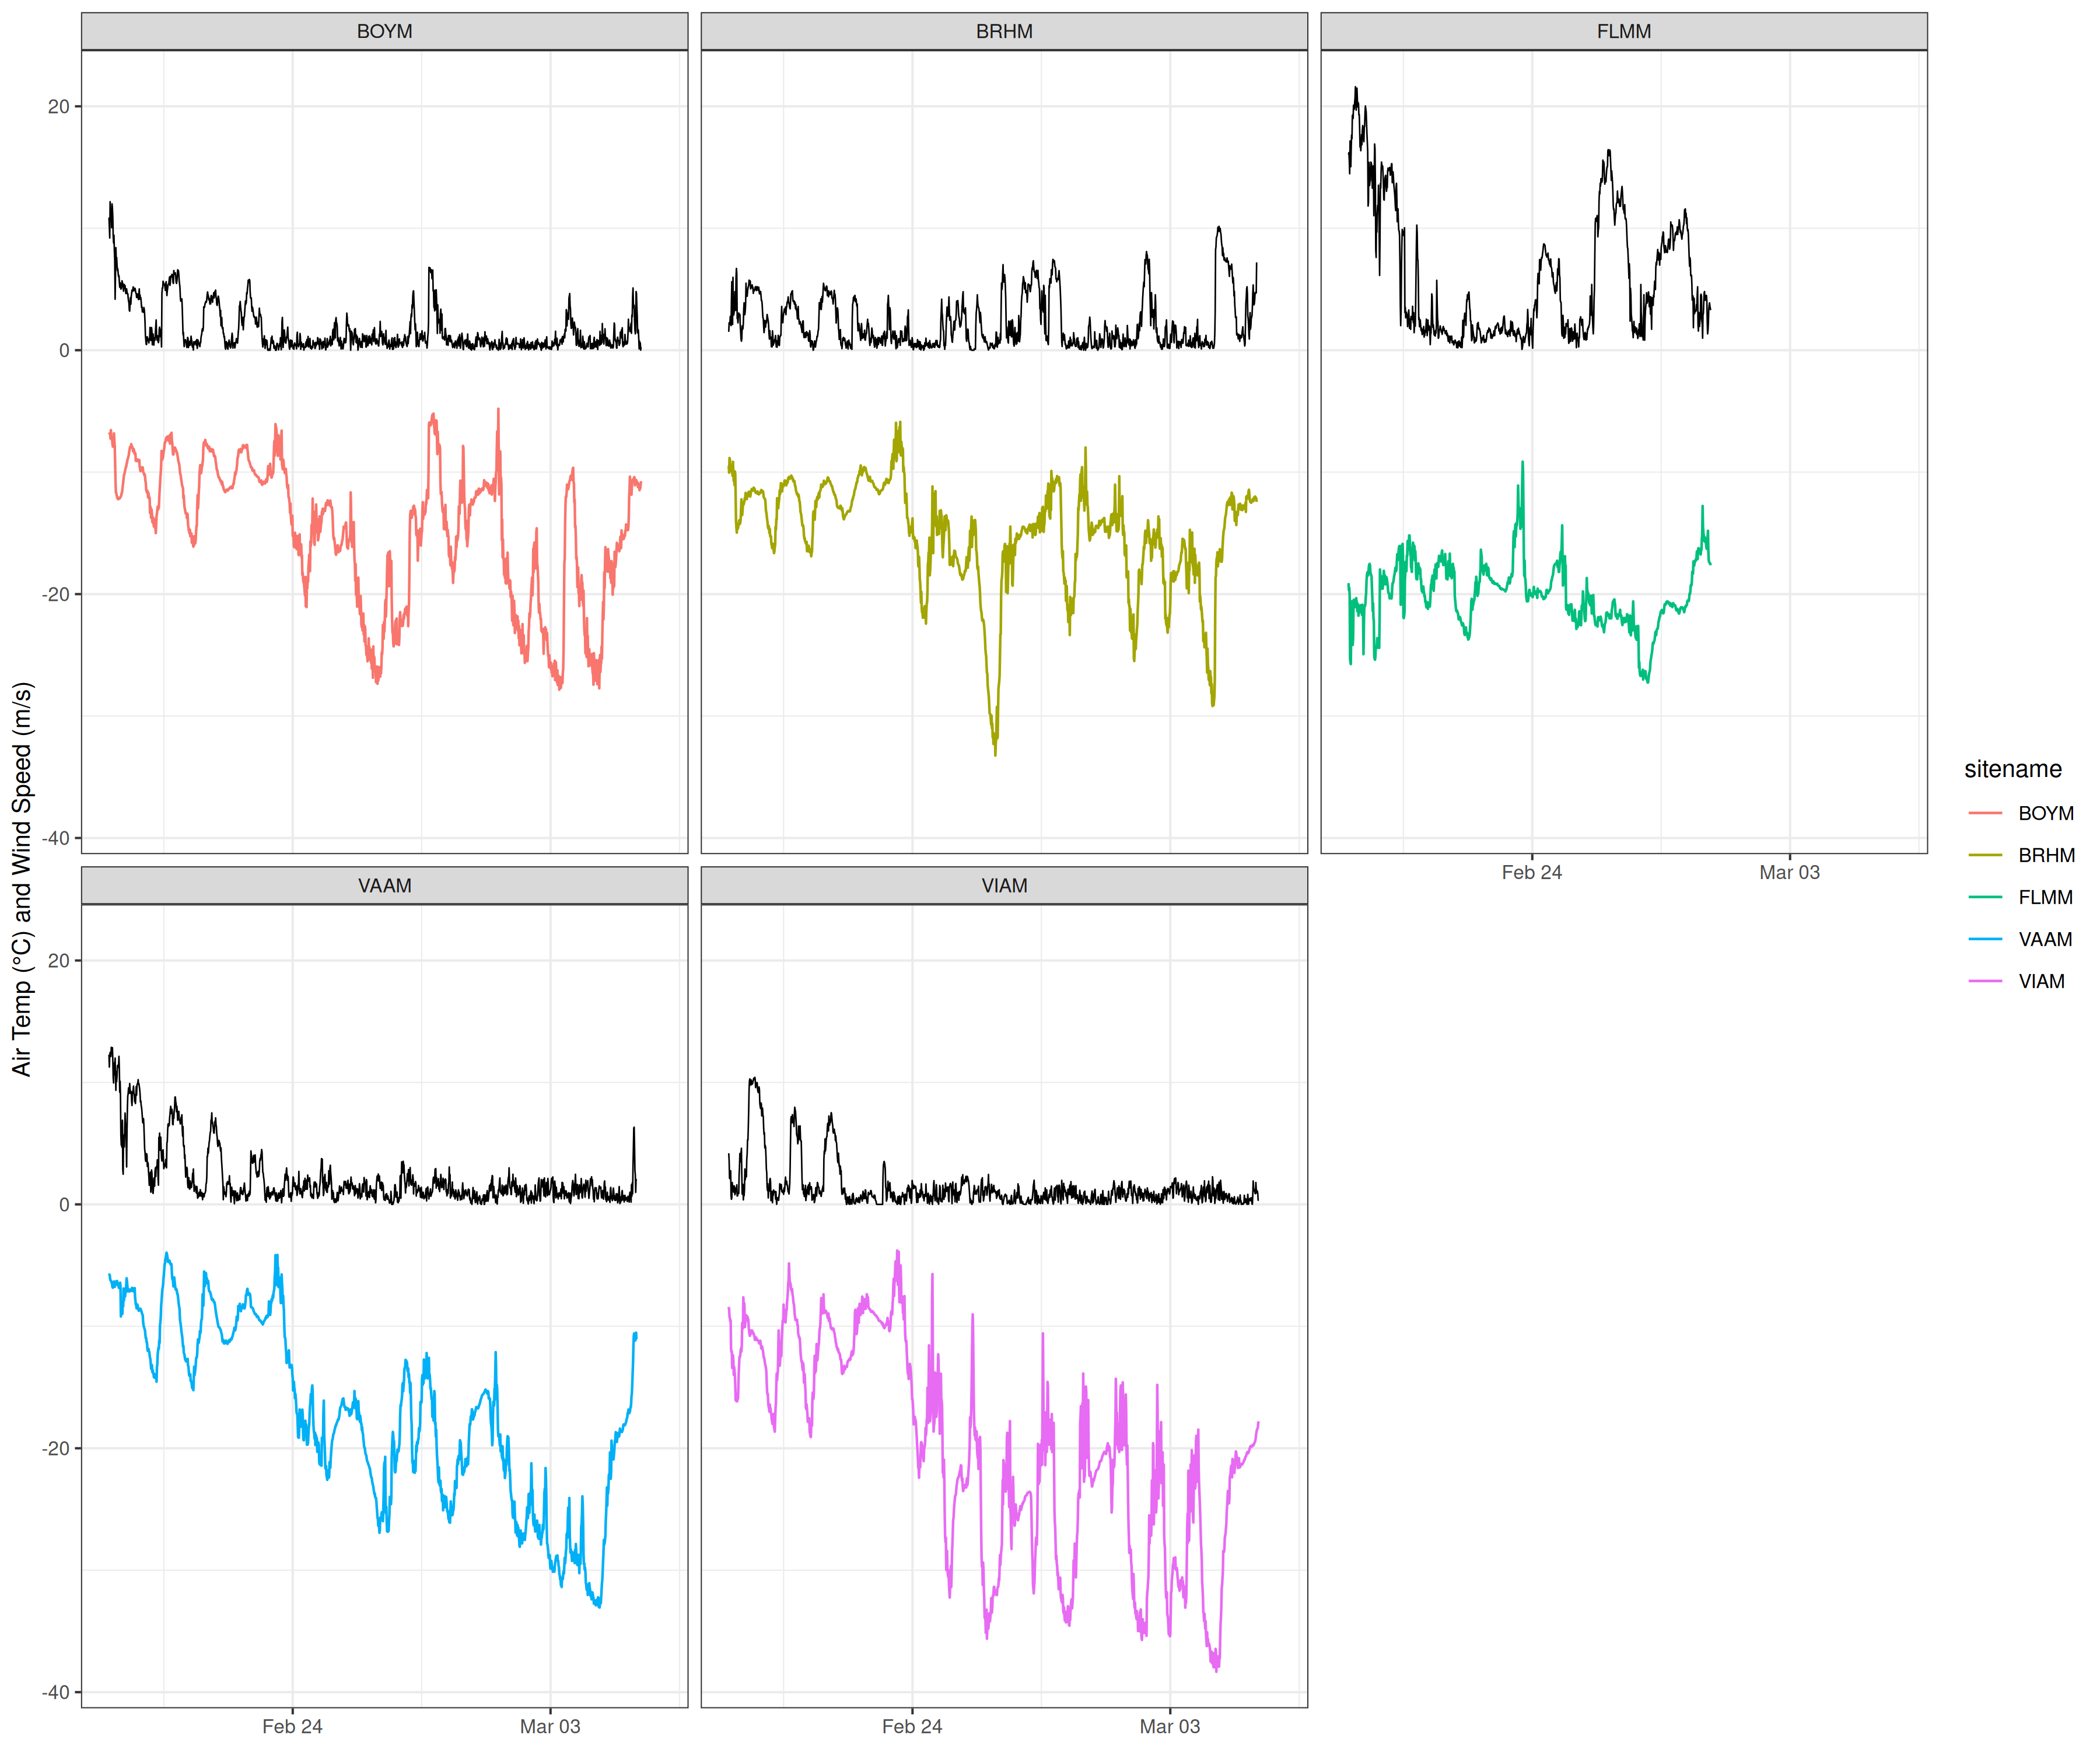 BOYM
BRHM
FLMM
20
0
-20
-40
Feb 24
Mar 03
VAAM
VIAM
20
0
-20
-40
Feb 24
Mar 03
Feb 24
Mar 03
Air Temp (°C) and Wind Speed (m/s)
sitename
BOYM
BRHM
FLMM
VAAM
VIAM